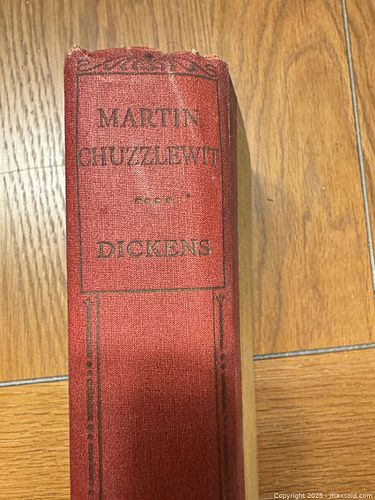 MARTIN
CHUZZLEWIT
DICKENS
Copyright 2025 - maxsold.com